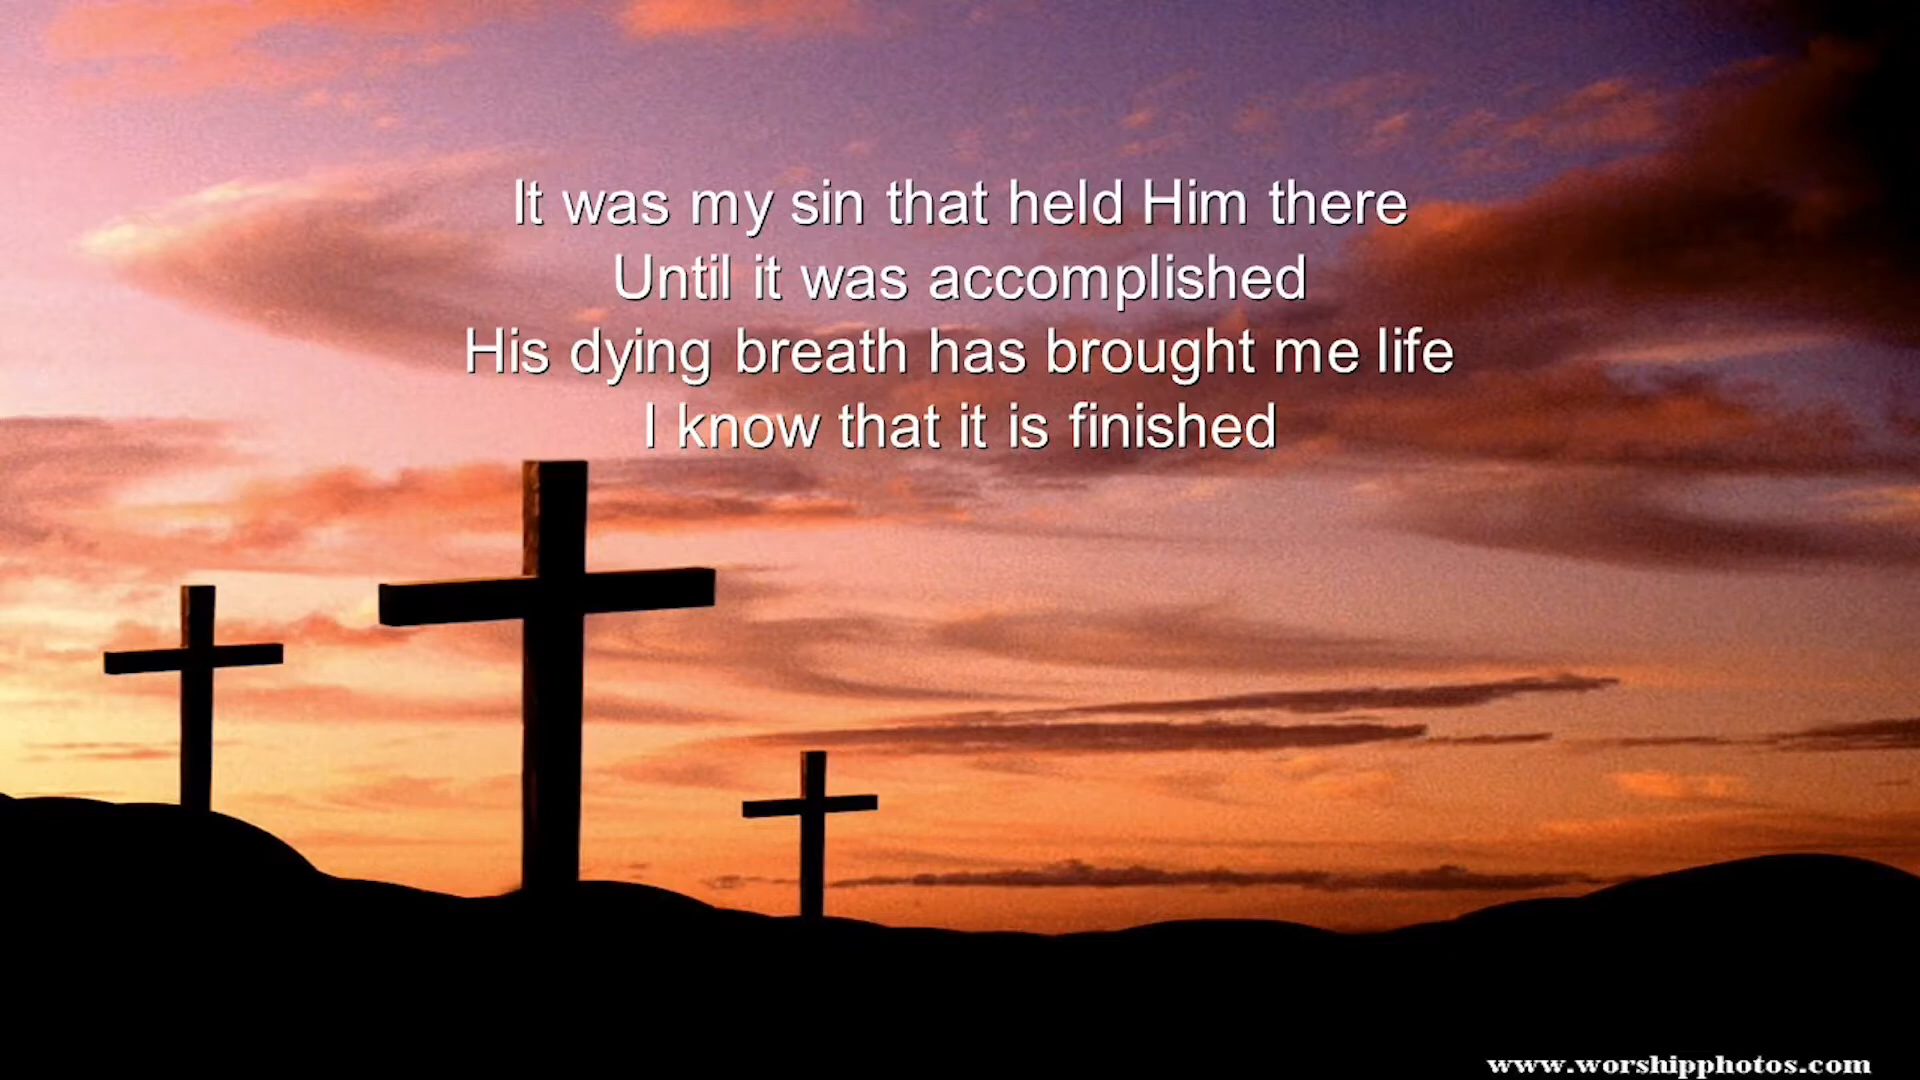 It was my sin that held Him there
Until it was accomplished
His dying breath has brought me life
I know that it is finished
www.worshipphotos.com